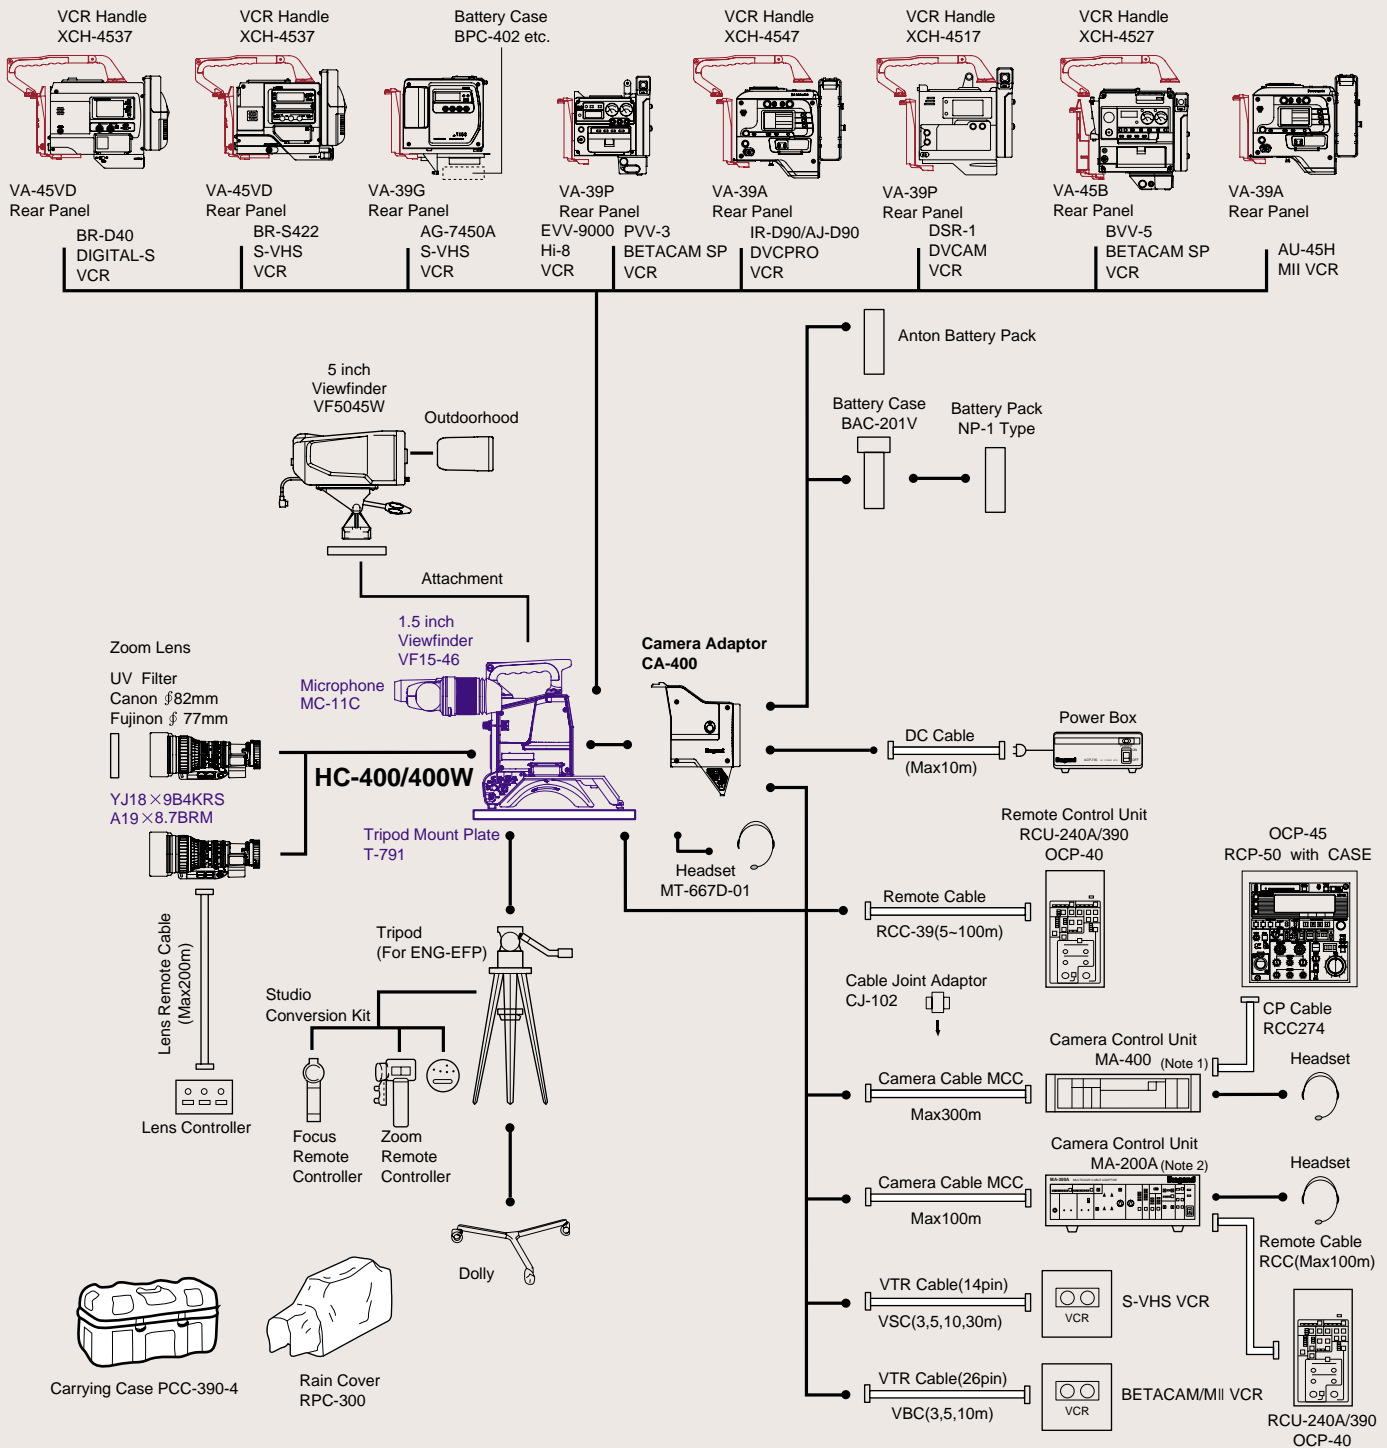 VCR Handle
XCH-4537
VCR Handle
XCH-4537
Battery Case
BPC-402 etc.
VCR Handle
XCH-4547
VCR Handle
XCH-4517
VCR Handle
XCH-4527
VA-45VD
Rear Panel
BR-D40
DIGITAL-S
VCR
VA-45VD
Rear Panel
BR-S422
S-VHS
VCR
VA-39G
Rear Panel
AG-7450A
S-VHS
VCR
VA-39P
Rear Panel
EVV-9000
Hi-8
VCR
PVV-3
BETACAM SP
VCR
VA-39A
Rear Panel
IR-D90/AJ-D90
DVCPRO
VCR
VA-39P
Rear Panel
DSR-1
DVCAM
VCR
VA-45B
Rear Panel
BVV-5
BETACAM SP
VCR
VA-39A
Rear Panel
AU-45H
MII VCR
Anton Battery Pack
5 inch
Viewfinder
VF5045W
Outdoorhood
Battery Case
BAC-201V
Battery Pack
NP-1 Type
Attachment
1.5 inch
Viewfinder
VF15-46
Microphone
MC-11C
Camera Adaptor
CA-400
Zoom Lens
UV Filter
Canon ∮82mm
Fujinon ∮ 77mm
YJ18×9B4KRS
A19×8.7BRM
HC-400/400W
Tripod Mount Plate
T-791
DC Cable
(Max10m)
Power Box
Headset
MT-667D-01
Remote Control Unit
RCU-240A/390
OCP-40
OCP-45
RCP-50 with CASE
Remote Cable
RCC-39(5~100m)
Lens Remote Cable
(Max200m)
Lens Controller
Tripod
(For ENG-EFP)
Studio
Conversion Kit
Focus
Remote
Controller
Zoom
Remote
Controller
Dolly
Cable Joint Adaptor
CJ-102
CP Cable
RCC274
Camera Control Unit
MA-400 (Note 1)
Headset
Camera Cable MCC
Max300m
Camera Control Unit
MA-200A (Note 2)
Headset
MA-200A
Ikegami
Camera Cable MCC
Max100m
Remote Cable
RCC(Max100m)
VTR Cable(14pin)
VSC(3,5,10,30m)
VCR
S-VHS VCR
VTR Cable(26pin)
VBC(3,5,10m)
VCR
BETACAM/MII VCR
RCU-240A/390
OCP-40
Carrying Case PCC-390-4
Rain Cover
RPC-300